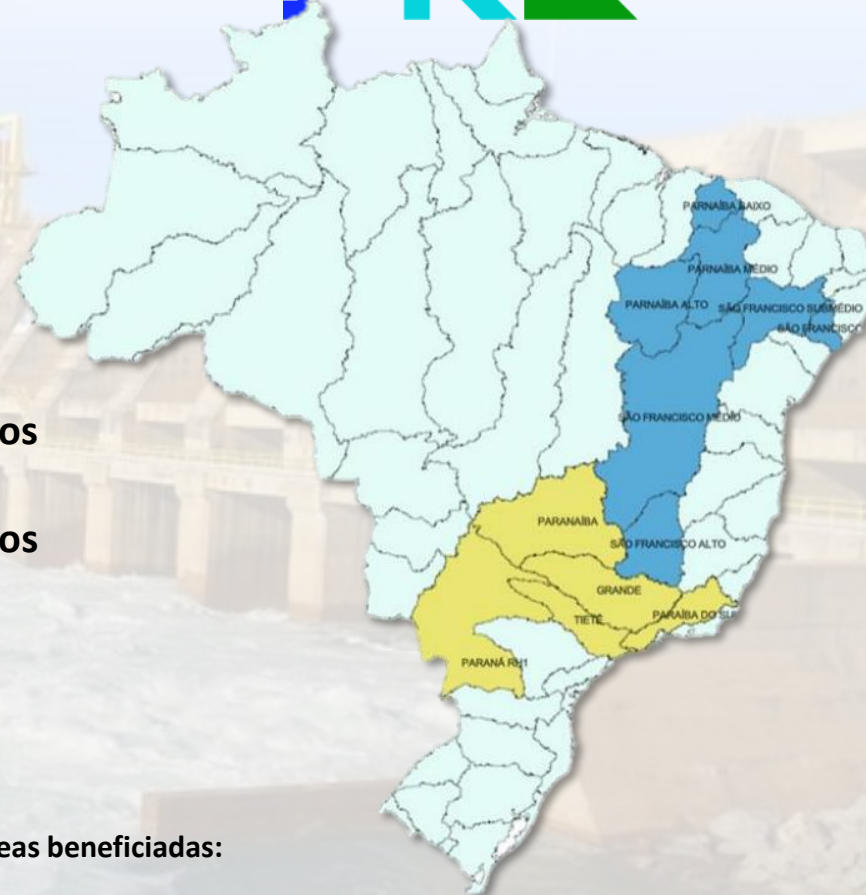 PARNAÍBA BAIXO
PARNAÍBA MÉDIO
PARNAÍBA ALTO
SÃO FRANCISCO SUBMÉDIO
SÃO FRANCISCO
SÃO FRANCISCO MÉDIO
os
PARANAÍBA
os
SÃO FRANCISCO ALTO
GRANDE
PARAÍBA DO SUL
TIETÊ
PARANÁ RH1
eas beneficiadas: